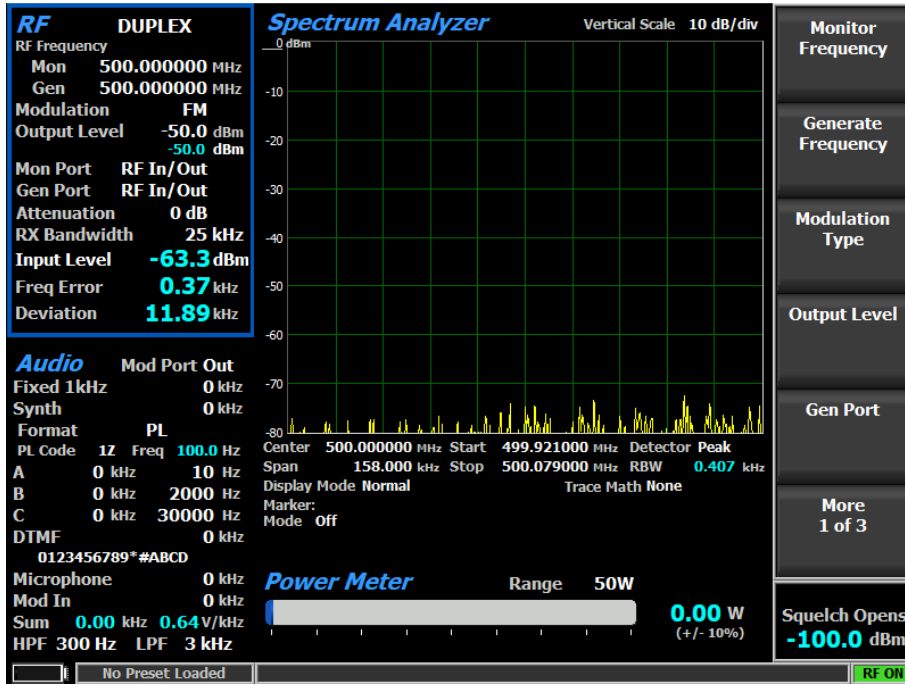 RF DUPLEX
RF Frequency
Mon 500.000000 MHz
Gen 500.000000 MHz
Modulation FM
Output Level -50.0 dBm
-50.0 dBm
Mon Port RF In/Out
Gen Port RF In/Out
Attenuation 0 dB
RX Bandwidth 25 kHz
Input Level -63.3 dBm
Freq Error 0.37 kHz
Deviation 11.89 kHz
Audio Mod Port Out
Fixed 1kHz 0 kHz
Synth 0 kHz
Format PL
PL Code 1Z Freq 100.0 Hz
A 0 kHz 10 Hz
B 0 kHz 2000 Hz
C 0 kHz 30000 Hz
DTMF 0 kHz
0123456789*#ABCD
Microphone 0 kHz
Mod In 0 kHz
Sum 0.00 kHz 0.64 V/kHz
HPF 300 Hz LPF 3 kHz
Spectrum Analyzer Vertical Scale 10 dB/div
0 dBm
-10
-20
-30
-40
-50
-60
-70
-80
Center 500.000000 MHz Start 499.921000 MHz Detector Peak
Span 158.000 kHz Stop 500.079000 MHz RBW 0.407 kHz
Display Mode Normal Trace Math None
Marker:
Mode Off
Power Meter Range 50W
0.00 W
(+/- 10%)
Monitor
Frequency
Generate
Frequency
Modulation
Type
Output Level
Gen Port
More
1 of 3
Squelch Opens
-100.0 dBm
No Preset Loaded
RF ON